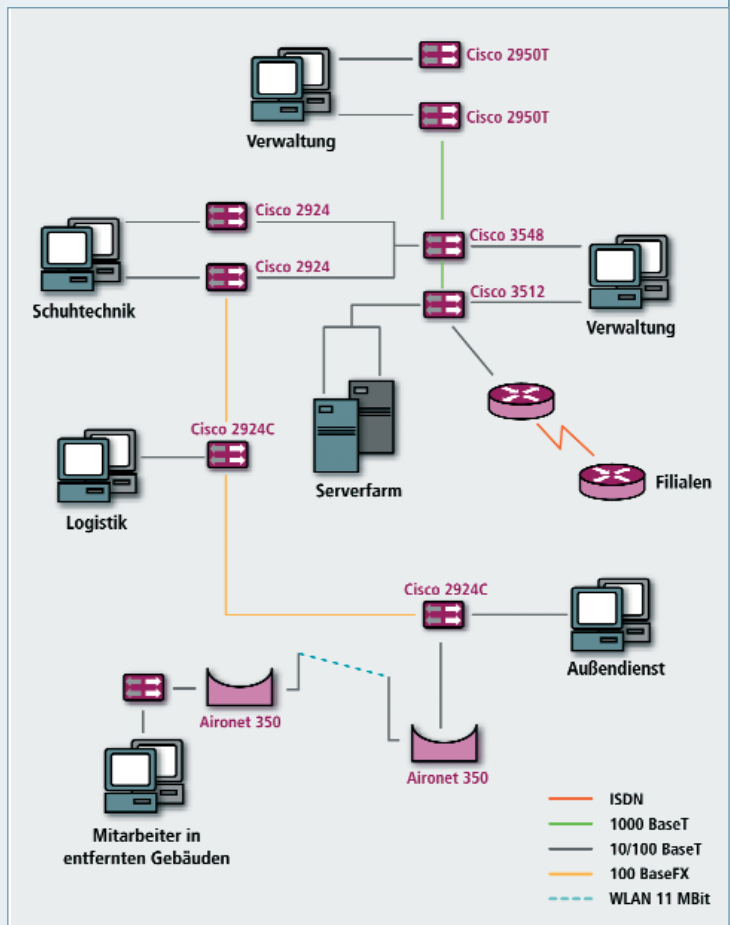 Cisco 2950T
Cisco 2950T
Verwaltung
Cisco 2924
Cisco 3548
Cisco 2924
Cisco 3512
Schuhtechnik
Verwaltung
Cisco 2924C
Serverfarm
Filialen
Logistik
Cisco 2924C
Außendienst
Aironet 350
Aironet 350
Mitarbeiter in
entfernten Gebäuden
ISDN
1000 BaseT
10/100 BaseT
100 BaseFX
WLAN 11 MBit